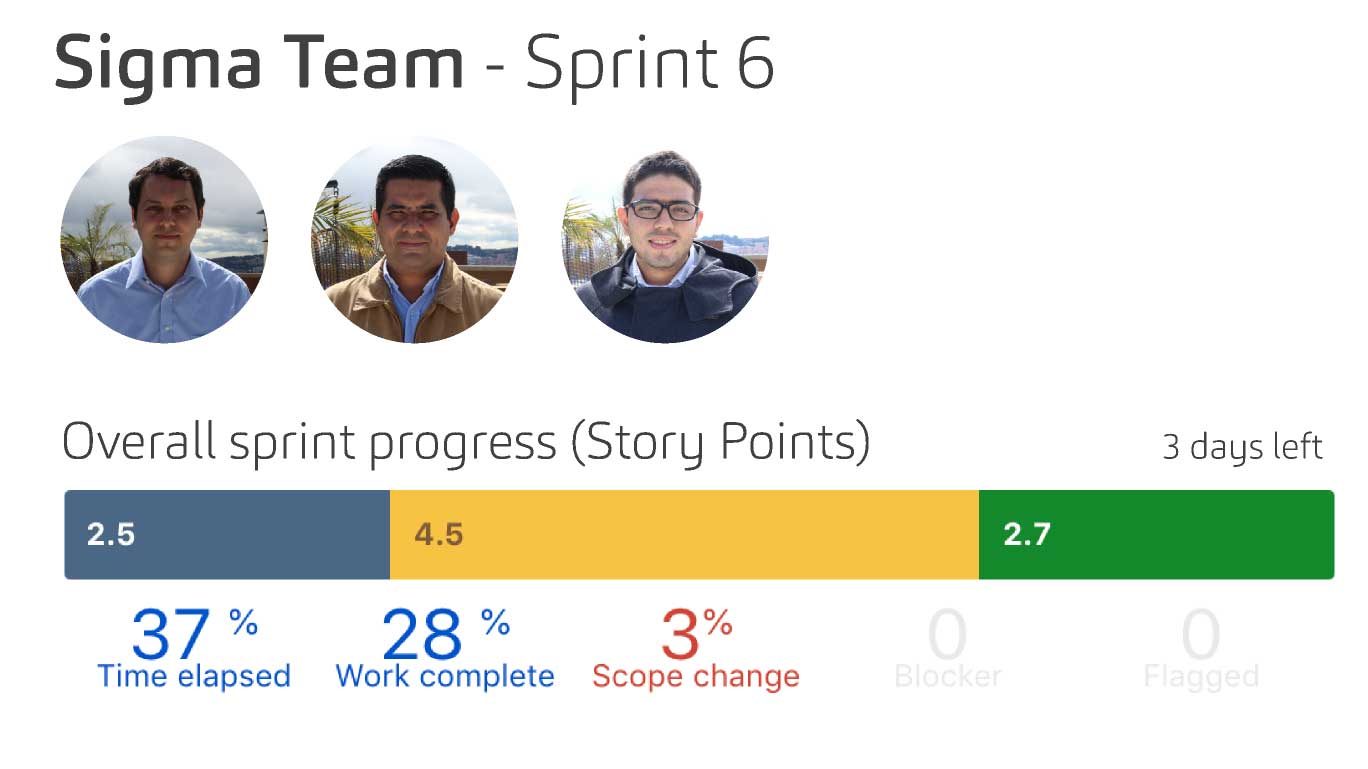 Sigma Team - Sprint 6
Overall sprint progress (Story Points)
3 days left
2.5 4.5 2.7
37 % 28 % 3% 0 0
Time elapsed Work complete Scope change Blocker Flagged